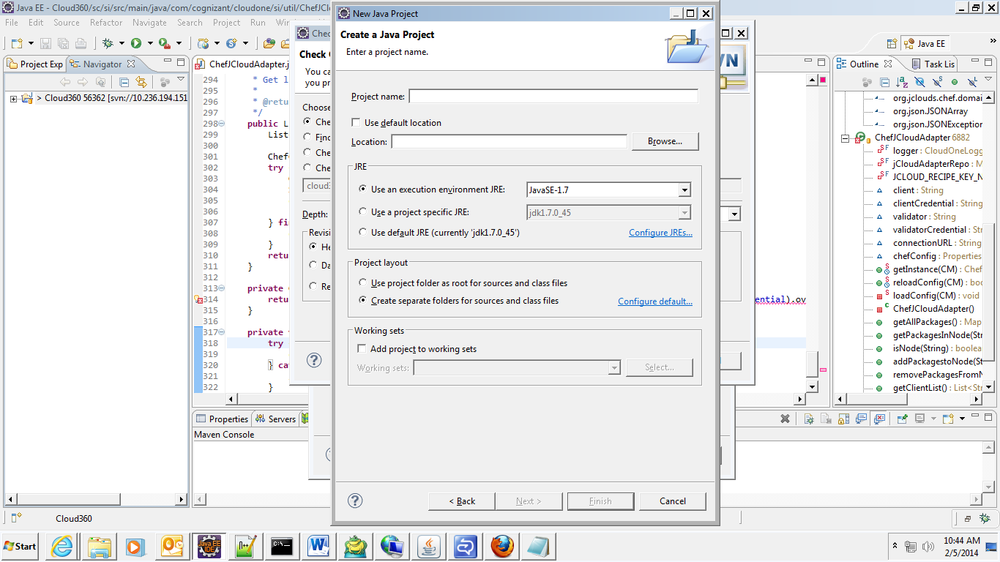 Java EE - Cloud360/sc/si/src/main/java/com/cognizant/cloudone/si/util/ChefJC
File Edit Source Refactor Navigate Search Project Run
Java EE
Project Exp Navigator
> Cloud360 56362 [svn://10.236.194.151
ChefJCloudAdapter.j
294 * Get l
295 *
296 * @retu
297 */
298 public L
299 List
300
301 Chef
302 try
303
304
305
306
307 } fi
308
309 }
310 retu
311 }
312
313 private
314 retu
ential).ov
315 }
316
317 private
318 try
319
320 } cat
321
322 }
Chec
Check
You ca
you pr
Choose
Che
Find
Che
Che
cloud3
Depth:
Revisi
He
Da
Re
VN
New Java Project
Create a Java Project
Enter a project name.
Project name:
Use default location
Location:
Browse...
JRE
Use an execution environment JRE: JavaSE-1.7
Use a project specific JRE: jdk1.7.0_45
Use default JRE (currently 'jdk1.7.0_45') Configure JREs...
Project layout
Use project folder as root for sources and class files
Create separate folders for sources and class files Configure default...
Working sets
Add project to working sets
Working sets: Select...
< Back Next > Finish Cancel
Outline Task Lis
org.jclouds.chef.domai
org.json.JSONArray
org.json.JSONException
ChefJCloudAdapter 6882
logger : CloudOneLogg
jCloudAdapterRepo : M
JCLOUD_RECIPE_KEY_N
client : String
clientCredential : String
validator : String
validatorCredential : Str
connectionURL : String
chefConfig : Properties
getInstance(CM) : Chef
reloadConfig(CM) : boo
loadConfig(CM) : void
ChefJCloudAdapter()
getAllPackages() : Map
getPackagesInNode(Str
isNode(String) : boolea
addPackagestoNode(St
removePackagesFromN
getClientList() : List<Str
Properties Servers
Maven Console
Cloud360
Start
10:44 AM
2/5/2014